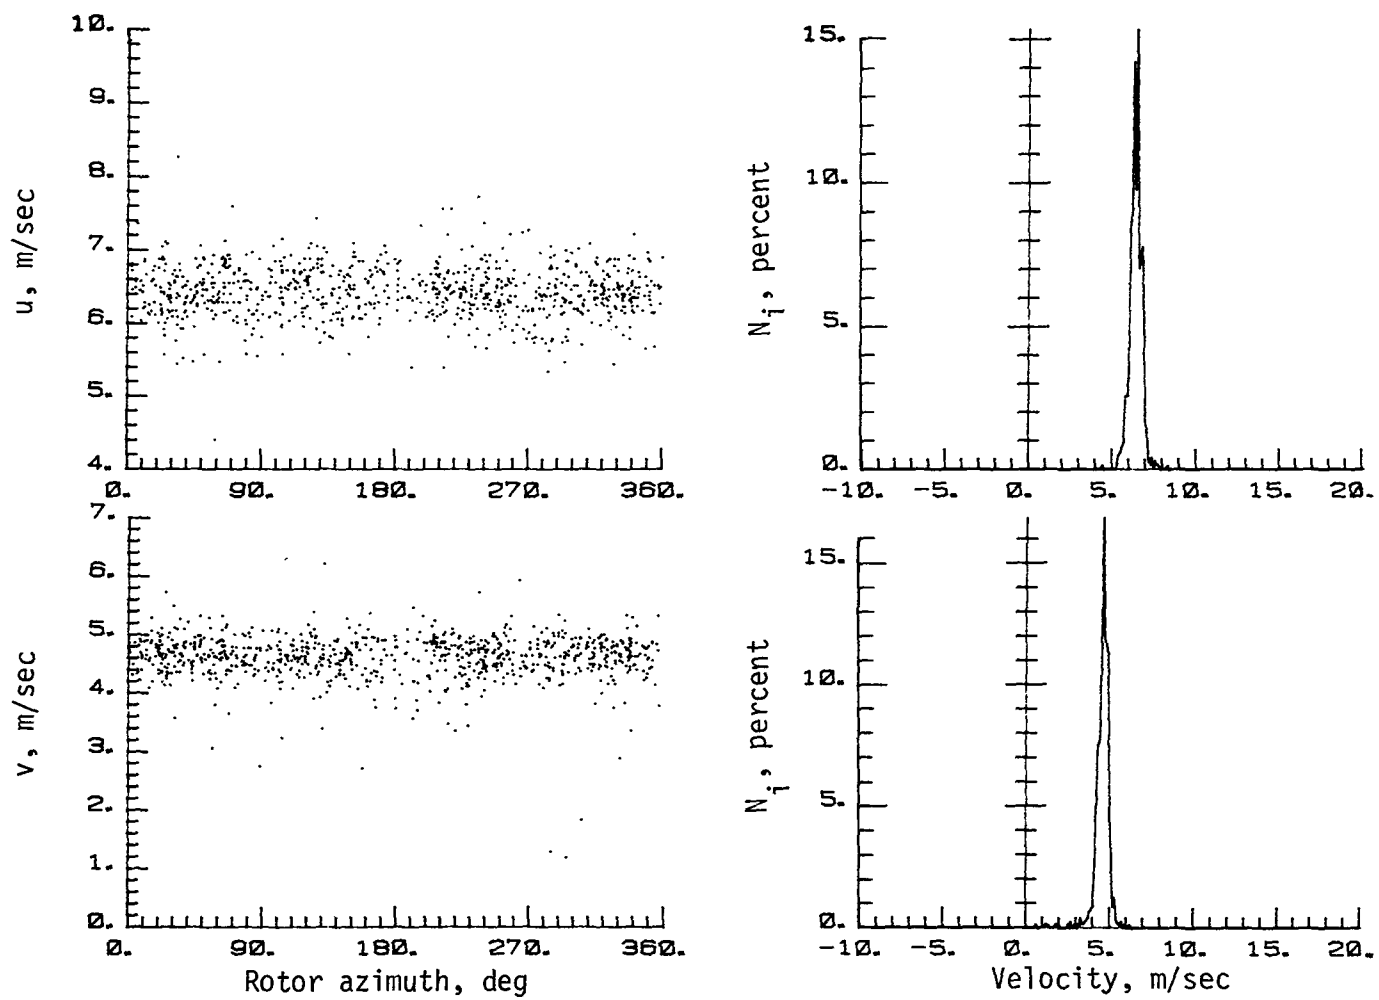 10.
9.
8.
7.
6.
5.
4.
u, m/sec
0. 90. 180. 270. 360.
15.
10.
5.
0.
N_i, percent
-10. -5. 0. 5. 10. 15. 20.
7.
6.
5.
4.
3.
2.
1.
0.
v, m/sec
0. 90. 180. 270. 360.
Rotor azimuth, deg
15.
10.
5.
0.
N_i, percent
-10. -5. 0. 5. 10. 15. 20.
Velocity, m/sec